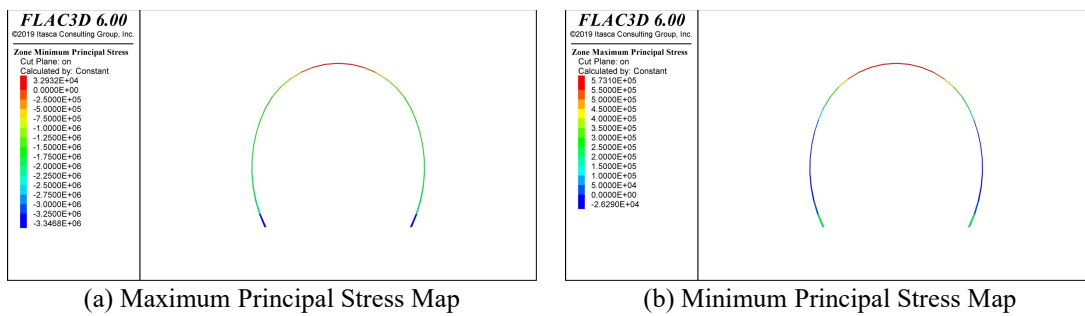 FLAC3D 6.00
©2019 Itasca Consulting Group, Inc.
Zone Minimum Principal Stress
Cut Plane: on
Calculated by: Constant
3.2932E+04
0.0000E+00
-2.5000E+05
-5.0000E+05
-7.5000E+05
-1.0000E+06
-1.2500E+06
-1.5000E+06
-1.7500E+06
-2.0000E+06
-2.2500E+06
-2.5000E+06
-2.7500E+06
-3.0000E+06
-3.2500E+06
-3.3468E+06
(a) Maximum Principal Stress Map
FLAC3D 6.00
©2019 Itasca Consulting Group, Inc.
Zone Maximum Principal Stress
Cut Plane: on
Calculated by: Constant
5.7310E+05
5.5000E+05
5.0000E+05
4.5000E+05
4.0000E+05
3.5000E+05
3.0000E+05
2.5000E+05
2.0000E+05
1.5000E+05
1.0000E+05
5.0000E+04
0.0000E+00
-2.6290E+04
(b) Minimum Principal Stress Map